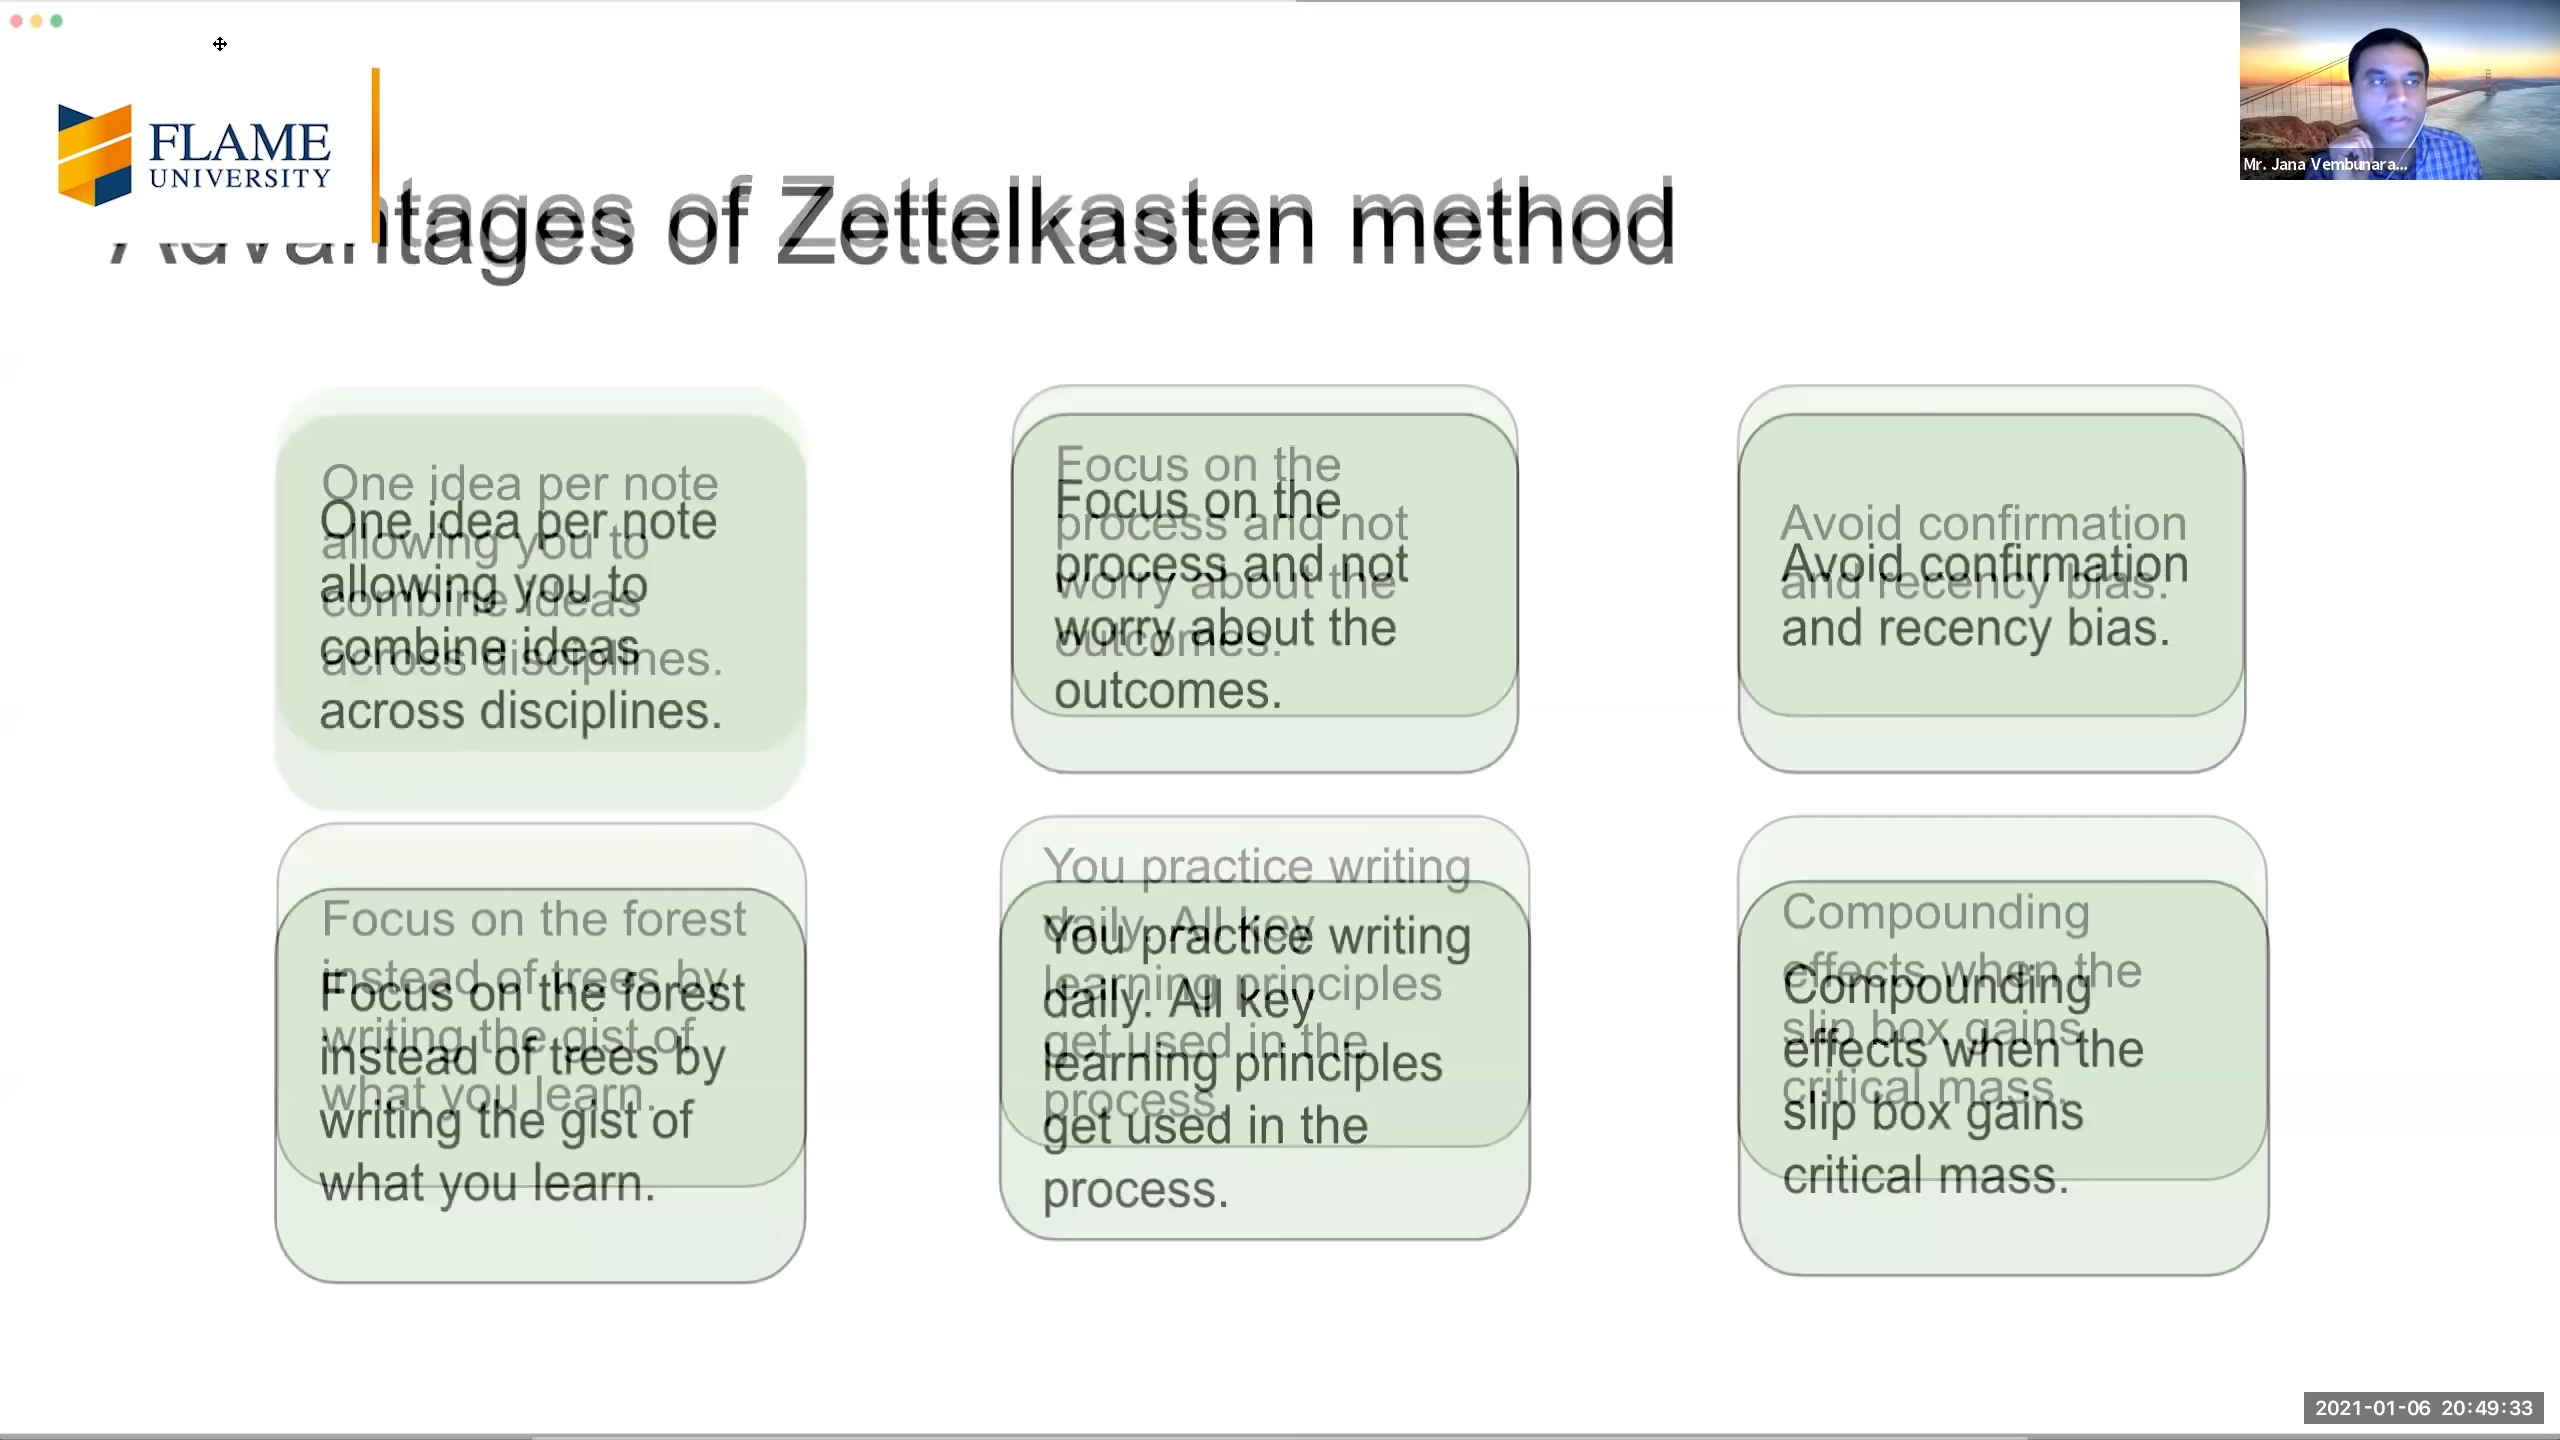 FLAME
UNIVERSITY
Advantages of Zettelkasten method
Mr. Jana Vembunara...
One idea per note
allowing you to
combine ideas
across disciplines.
Focus on the
process and not
worry about the
outcomes.
Avoid confirmation
and recency bias.
Focus on the forest
instead of trees by
writing the gist of
what you learn.
You practice writing
daily. All key
learning principles
get used in the
process.
Compounding
effects when the
slip box gains
critical mass.
2021-01-06 20:49:33